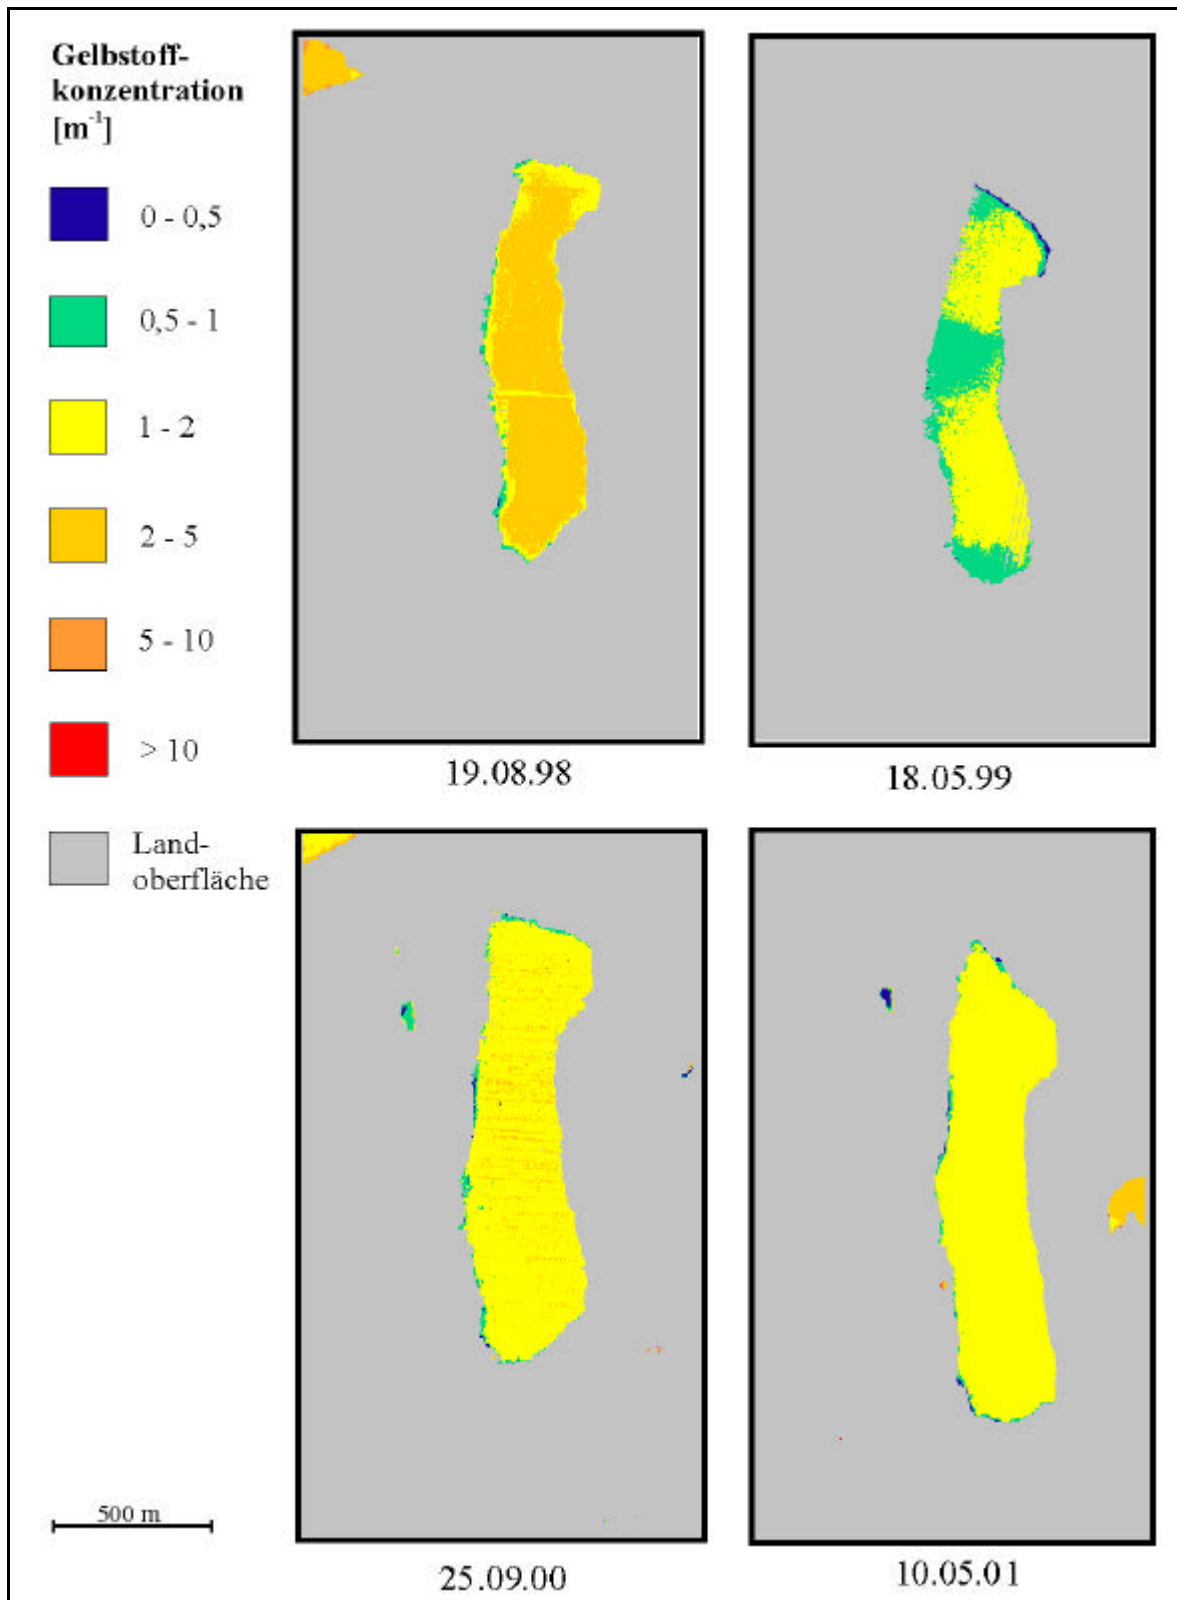 Gelbstoff-
konzentration
[m⁻¹]
0 - 0,5
0,5 - 1
1 - 2
2 - 5
5 - 10
> 10
Land-
oberfläche
19.08.98
18.05.99
500 m
25.09.00
10.05.01